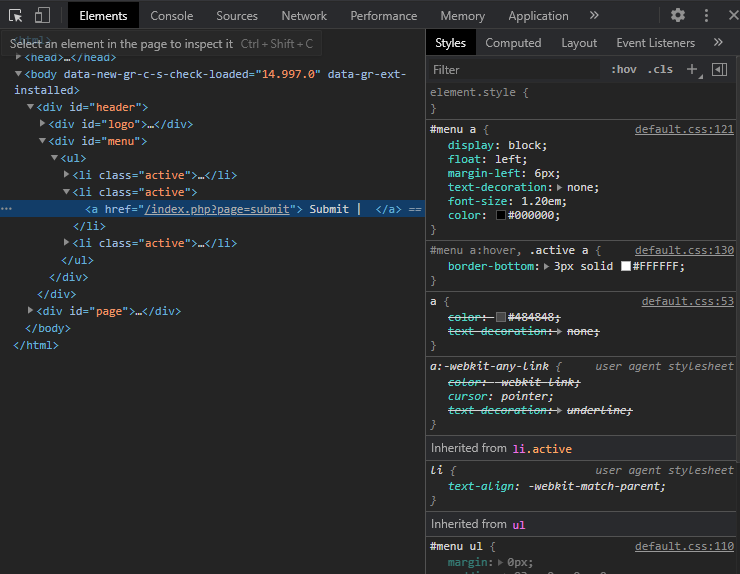 Elements Console Sources Network Performance Memory Application »
Select an element in the page to inspect it Ctrl + Shift + C
<head>…</head>
<body data-new-gr-c-s-check-loaded="14.997.0" data-gr-ext-
installed>
<div id="header">
<div id="logo">…</div>
<div id="menu">
<ul>
<li class="active">…</li>
<li class="active">
… <a href="/index.php?page=submit"> Submit | </a> ==
</li>
<li class="active">…</li>
</ul>
</div>
</div>
<div id="page">…</div>
</body>
</html>
Styles Computed Layout Event Listeners »
Filter :hov .cls +
element.style {
}
#menu a { default.css:121
display: block;
float: left;
margin-left: 6px;
text-decoration: none;
font-size: 1.20em;
color: #000000;
}
#menu a:hover, .active a { default.css:130
border-bottom: 3px solid #FFFFFF;
}
a { default.css:53
color: #484848;
text-decoration: none;
}
a:-webkit-any-link { user agent stylesheet
color: -webkit-link;
cursor: pointer;
text-decoration: underline;
}
Inherited from li.active
li { user agent stylesheet
text-align: -webkit-match-parent;
}
Inherited from ul
#menu ul { default.css:110
margin: 0px;